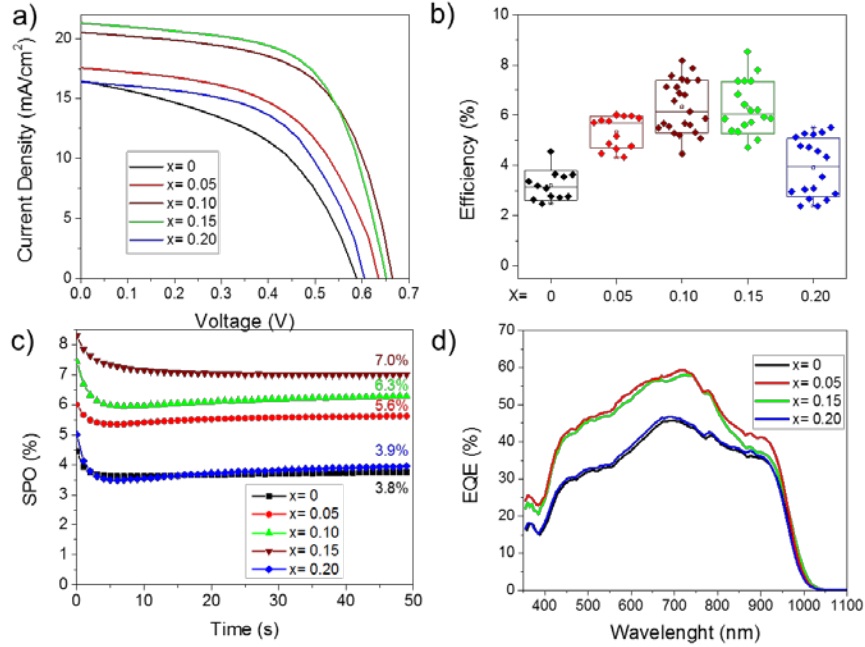 a)
Current Density (mA/cm²)
20
15
10
5
0
x= 0
x= 0.05
x= 0.10
x= 0.15
x= 0.20
0.0 0.1 0.2 0.3 0.4 0.5 0.6 0.7
Voltage (V)
b)
Efficiency (%)
10
8
6
4
2
0
X= 0 0.05 0.10 0.15 0.20
c)
SPO (%)
8
7
6
5
4
3
2
1
0
7.0%
6.3%
5.6%
3.9%
3.8%
x= 0
x= 0.05
x= 0.10
x= 0.15
x= 0.20
0 10 20 30 40 50
Time (s)
d)
EQE (%)
70
60
50
40
30
20
10
0
x= 0
x= 0.05
x= 0.15
x= 0.20
400 500 600 700 800 900 1000 1100
Wavelenght (nm)